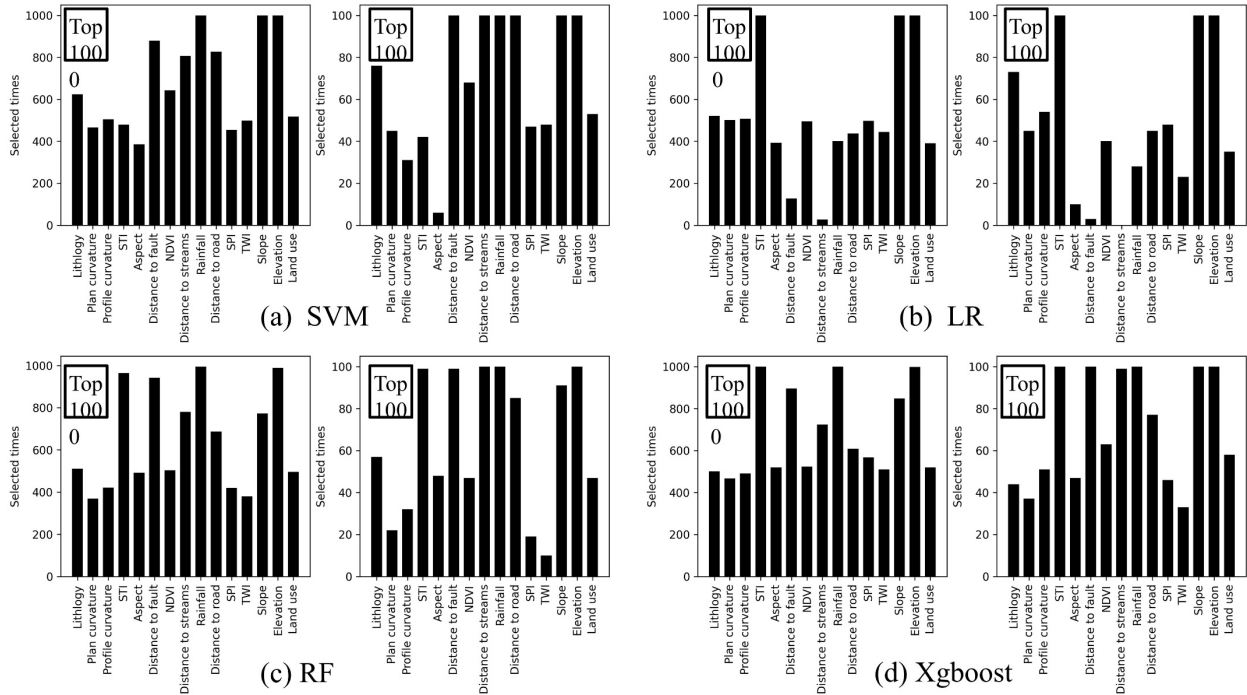 Top
100
0
Selected times
1000
800
600
400
200
0
Lithlogy
Plan curvature
Profile curvature
STI
Aspect
Distance to fault
NDVI
Distance to streams
Rainfall
Distance to road
SPI
TWI
Slope
Elevation
Land use
Top
100
Selected times
100
80
60
40
20
0
Lithlogy
Plan curvature
Profile curvature
STI
Aspect
Distance to fault
NDVI
Distance to streams
Rainfall
Distance to road
SPI
TWI
Slope
Elevation
Land use
(a) SVM
Top
100
0
Selected times
1000
800
600
400
200
0
Lithlogy
Plan curvature
Profile curvature
STI
Aspect
Distance to fault
NDVI
Distance to streams
Rainfall
Distance to road
SPI
TWI
Slope
Elevation
Land use
Top
100
Selected times
100
80
60
40
20
0
Lithlogy
Plan curvature
Profile curvature
STI
Aspect
Distance to fault
NDVI
Distance to streams
Rainfall
Distance to road
SPI
TWI
Slope
Elevation
Land use
(b) LR
Top
100
0
Selected times
1000
800
600
400
200
0
Lithlogy
Plan curvature
Profile curvature
STI
Aspect
Distance to fault
NDVI
Distance to streams
Rainfall
Distance to road
SPI
TWI
Slope
Elevation
Land use
Top
100
Selected times
100
80
60
40
20
0
Lithlogy
Plan curvature
Profile curvature
STI
Aspect
Distance to fault
NDVI
Distance to streams
Rainfall
Distance to road
SPI
TWI
Slope
Elevation
Land use
(c) RF
Top
100
0
Selected times
1000
800
600
400
200
0
Lithlogy
Plan curvature
Profile curvature
STI
Aspect
Distance to fault
NDVI
Distance to streams
Rainfall
Distance to road
SPI
TWI
Slope
Elevation
Land use
Top
100
Selected times
100
80
60
40
20
0
Lithlogy
Plan curvature
Profile curvature
STI
Aspect
Distance to fault
NDVI
Distance to streams
Rainfall
Distance to road
SPI
TWI
Slope
Elevation
Land use
(d) Xgboost